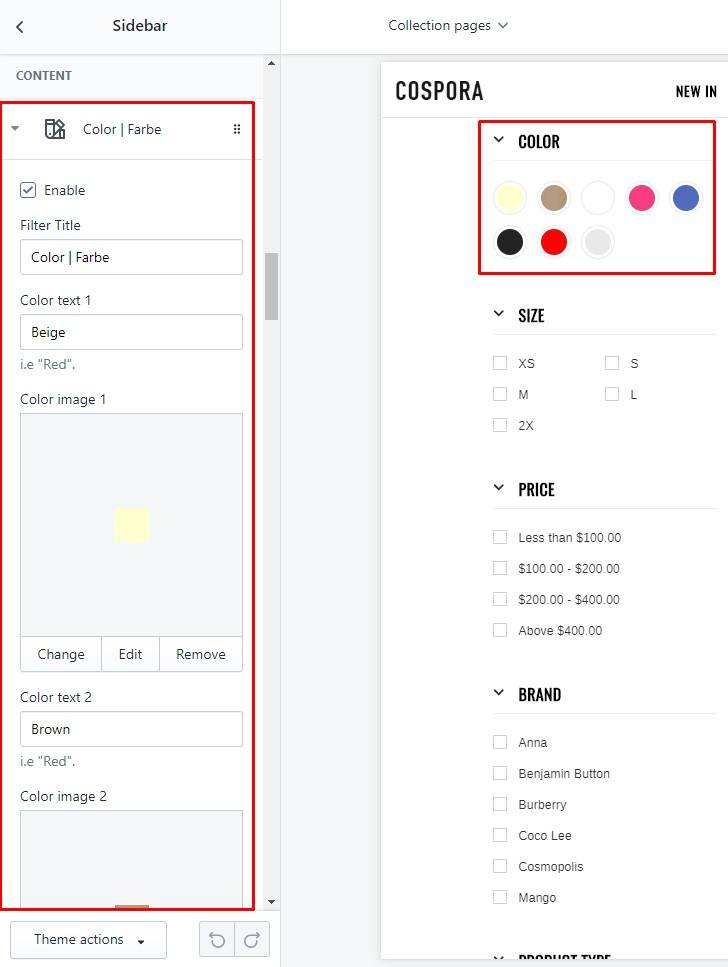 Sidebar
CONTENT
Color | Farbe
Enable
Filter Title
Color | Farbe
Color text 1
Beige
i.e "Red".
Color image 1
Change Edit Remove
Color text 2
Brown
i.e "Red".
Color image 2
Theme actions
Collection pages
COSPORA NEW IN
COLOR
SIZE
XS S
M L
2X
PRICE
Less than $100.00
$100.00 - $200.00
$200.00 - $400.00
Above $400.00
BRAND
Anna
Benjamin Button
Burberry
Coco Lee
Cosmopolis
Mango
PRODUCT TYPE